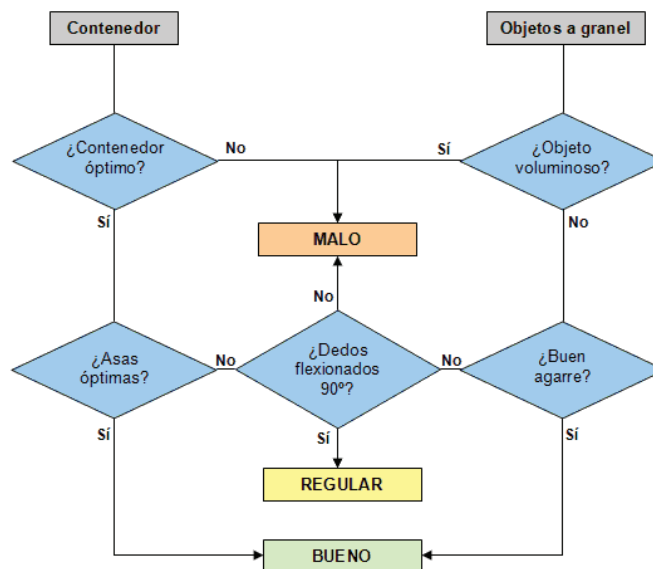 Contenedor
Objetos a granel
¿Contenedor
óptimo?
No
Sí
¿Objeto
voluminoso?
Sí
No
MALO
No
¿Asas
óptimas?
No
¿Dedos
flexionados
90º?
No
¿Buen
agarre?
Sí
Sí
Sí
REGULAR
BUENO